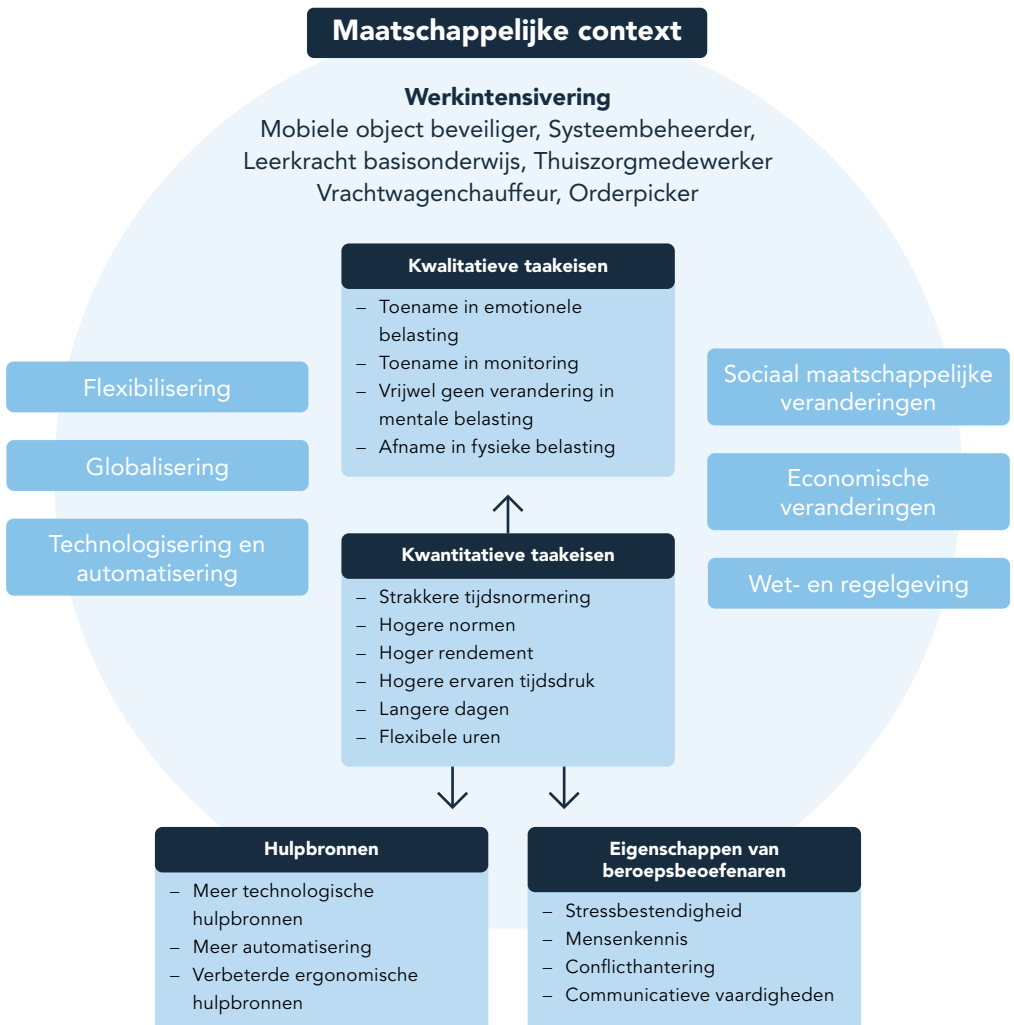 Maatschappelijke context
Werkintensivering
Mobiele object beveiliger, Systeembeheerder,
Leerkracht basisonderwijs, Thuiszorgmedewerker
Vrachtwagenchauffeur, Orderpicker
Kwalitatieve taakeisen
– Toename in emotionele
belasting
– Toename in monitoring
– Vrijwel geen verandering in
mentale belasting
– Afname in fysieke belasting
Flexibilisering
Globalisering
Technologisering en
automatisering
Sociaal maatschappelijke
veranderingen
Economische
veranderingen
Wet- en regelgeving
Kwantitatieve taakeisen
– Strakkere tijdsnormering
– Hogere normen
– Hoger rendement
– Hogere ervaren tijdsdruk
– Langere dagen
– Flexibele uren
Hulpbronnen
– Meer technologische
hulpbronnen
– Meer automatisering
– Verbeterde ergonomische
hulpbronnen
Eigenschappen van
beroepsbeoefenaren
– Stressbestendigheid
– Mensenkennis
– Conflicthantering
– Communicatieve vaardigheden